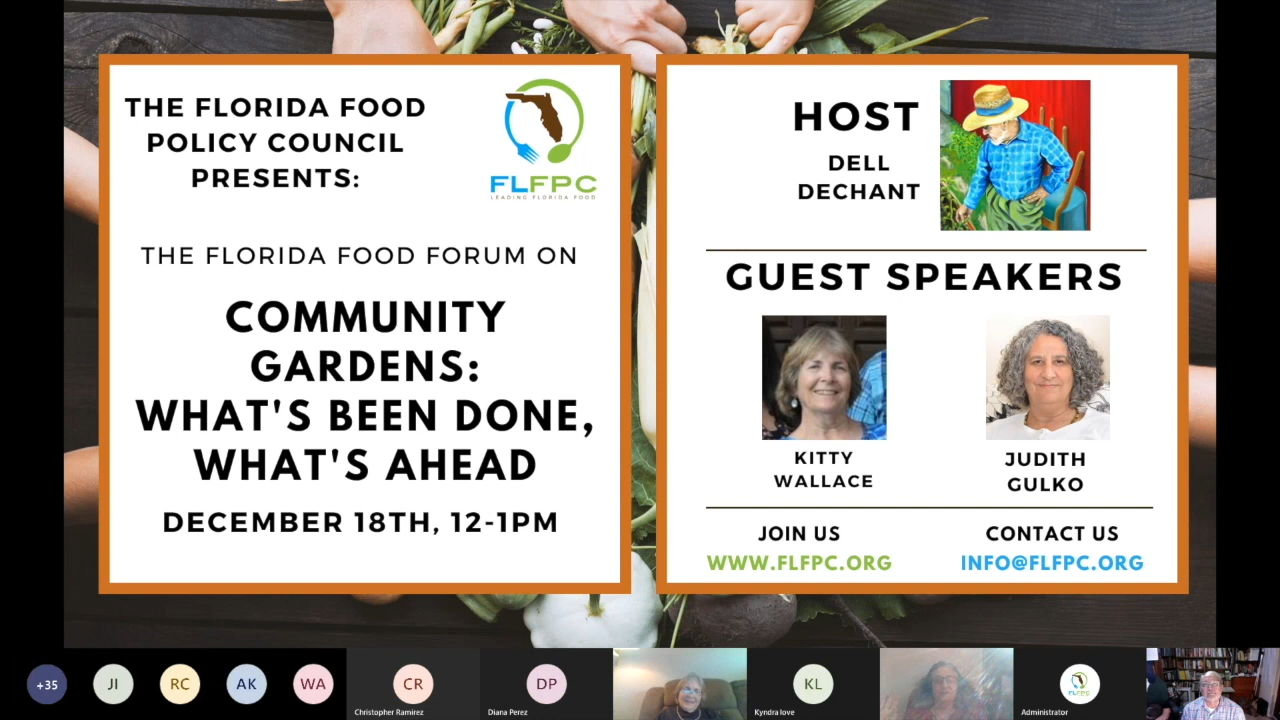 THE FLORIDA FOOD
POLICY COUNCIL
PRESENTS:
FLFPC
LEADING FLORIDA FOOD
THE FLORIDA FOOD FORUM ON
COMMUNITY
GARDENS:
WHAT'S BEEN DONE,
WHAT'S AHEAD
DECEMBER 18TH, 12-1PM
HOST
DELL
DECHANT
GUEST SPEAKERS
KITTY
WALLACE
JUDITH
GULKO
JOIN US
WWW.FLFPC.ORG
CONTACT US
INFO@FLFPC.ORG
+35
JI
RC
AK
WA
CR
Christopher Ramirez
DP
Diana Perez
KL
Kyndra love
FLFPC
Administrator